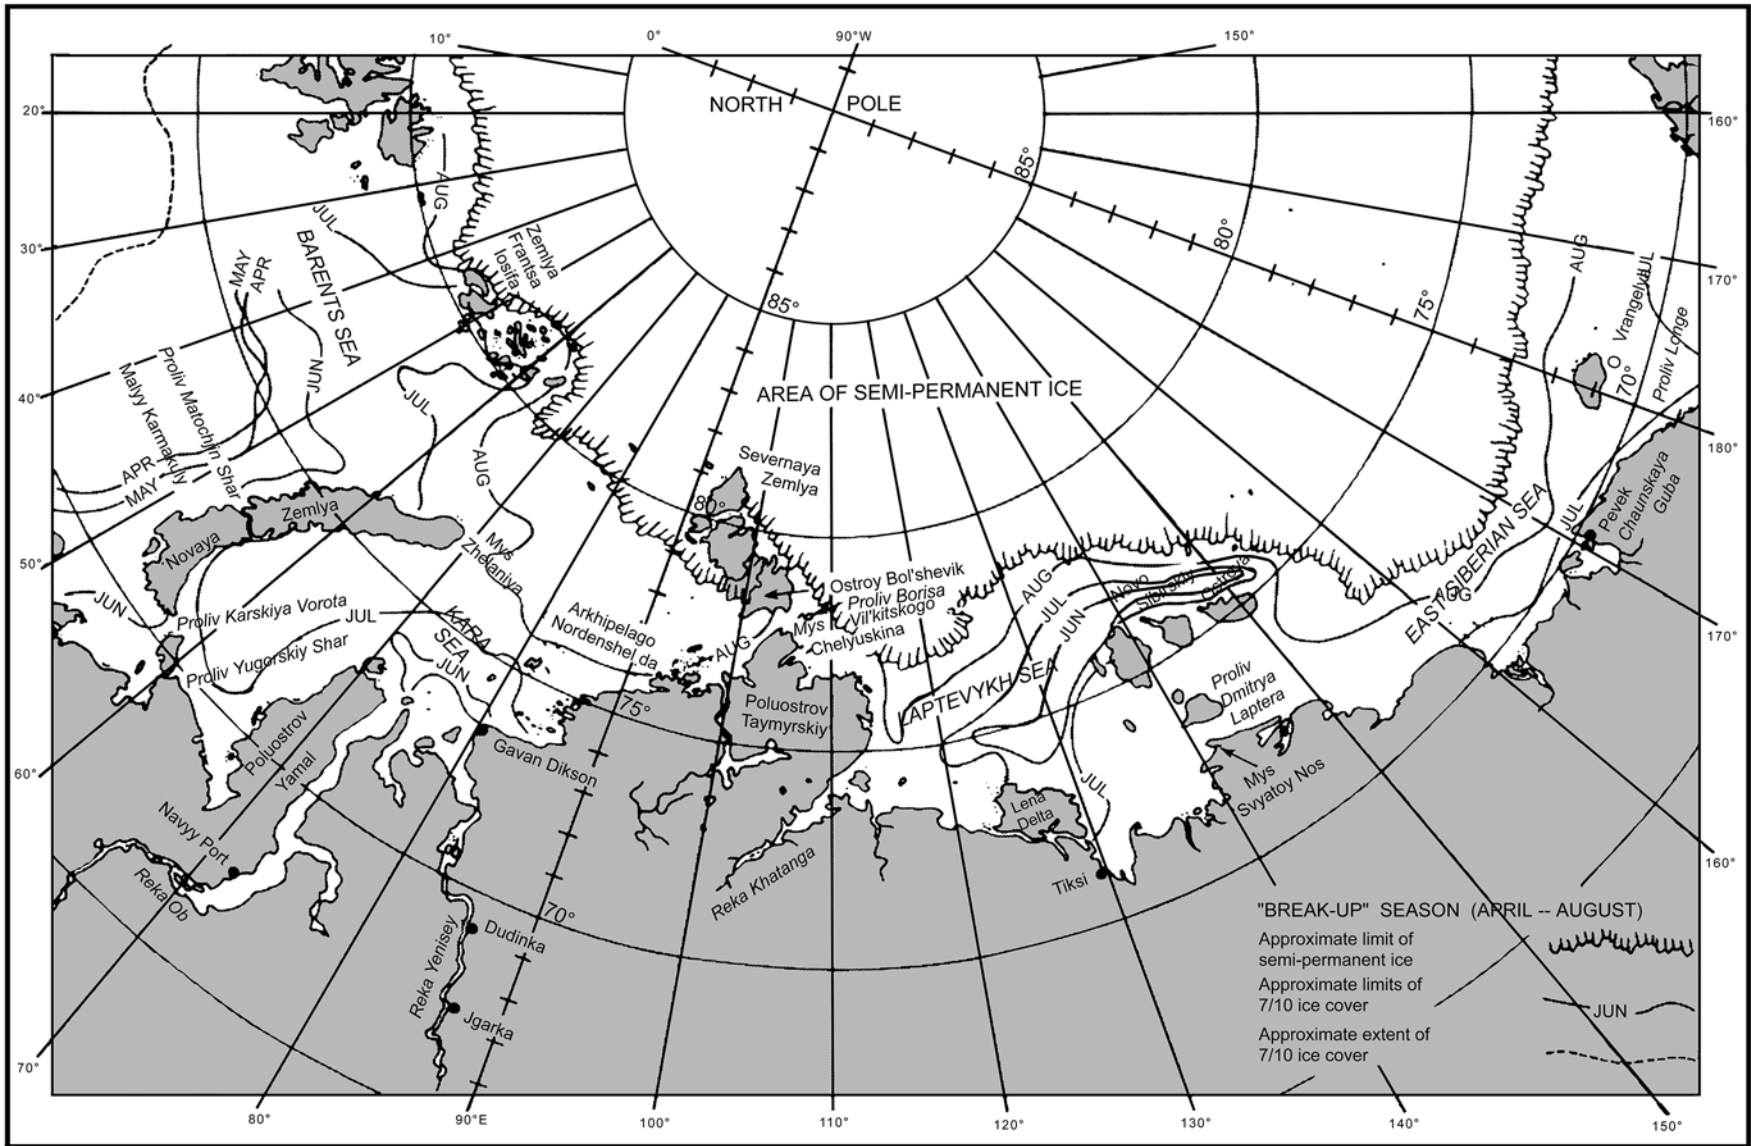 10°
0°
90°W
150°
20°
NORTH POLE
160°
85°
AUG
JUL
80°
AUG
JUL
30°
BARENTS SEA
Zemlya
Frantsa
Iosifa
MAY
APR
170°
O Vrangelya
75°
85°
70°
Proliv Longe
JUN
Proliv Matochjin Shar
Malyy Karmakuly
40°
JUL
AREA OF SEMI-PERMANENT ICE
180°
APR
MAY
AUG
Severnaya
Zemlya
80°
Pevek
Chaunskaya
Guba
JUL
Zemlya
Novaya
Mys
Zhelaniya
50°
EAST SIBERIAN SEA
AUG
Ostroy Bol'shevik
Proliv Borisa
Vil'kitskogo
Mys
Chelyuskina
AUG
JUL
JUN
Novo
Sibirskiy
Ostrova
JUN
Proliv Karskiya Vorota
JUL
KARA
SEA
Arkhipelago
Nordenshel da
AUG
170°
Proliv Yugorskiy Shar
JUN
75°
LAPTEVYKH SEA
Proliv
Dmitrya
Laptera
Poluostrov
Taymyrskiy
Poluostrov
Yamal
Gavan Dikson
60°
JUL
Mys
Svyatoy Nos
Lena
Delta
Navyy Port
160°
Reka Ob
Reka Khatanga
Tiksi
70°
Dudinka
Reka Yenisey
Jgarka
"BREAK-UP" SEASON (APRIL -- AUGUST)
Approximate limit of
semi-permanent ice
Approximate limits of
7/10 ice cover
JUN
Approximate extent of
7/10 ice cover
70°
80°
90°E
100°
110°
120°
130°
140°
150°